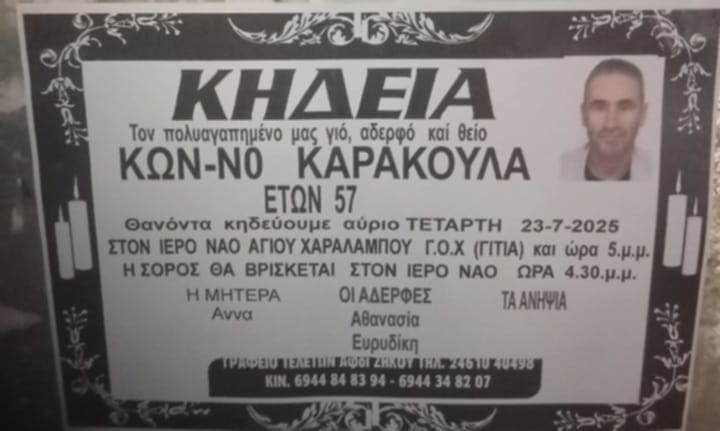 ΚΗΔΕΙΑ
Τον πολυαγαπημένο μας γιό, αδερφό καί θείο
ΚΩΝ-ΝΟ ΚΑΡΑΚΟΥΛΑ
ΕΤΩΝ 57
Θανόντα κηδεύουμε αύριο ΤΕΤΑΡΤΗ 23-7-2025
ΣΤΟΝ ΙΕΡΟ ΝΑΟ ΑΓΙΟΥ ΧΑΡΑΛΑΜΠΟΥ Γ.Ο.Χ (ΓΙΤΙΑ) και ώρα 5.μ.μ.
Η ΣΟΡΟΣ ΘΑ ΒΡΙΣΚΕΤΑΙ ΣΤΟΝ ΙΕΡΟ ΝΑΟ ΩΡΑ 4.30.μ.μ.
Η ΜΗΤΕΡΑ ΟΙ ΑΔΕΡΦΕΣ ΤΑ ΑΝΗΨΙΑ
Αννα Αθανασία
Ευρυδίκη
ΓΡΑΦΕΙΟ ΤΕΛΕΤΩΝ ΑΦΟΙ ΖΗΚΟΥ ΤΗΛ. 24610 40498
ΚΙΝ. 6944 84 83 94 - 6944 34 82 07